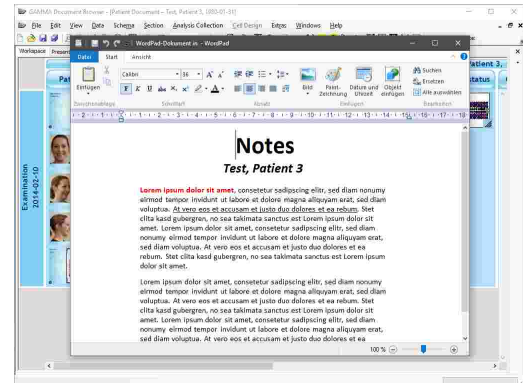 GAMMA Document Browser - [Patient Document - Test, Patient 3, 1880-01-31]
File Edit View Data Schema Section Analysis Collection Cell Design Extras Windows Help
Workspace
WordPad-Dokument in. - WordPad
Datei Start Ansicht
Einfügen
Calibri 36
Bild
Paint-Zeichnung
Datum und Uhrzeit
Objekt einfügen
Suchen
Ersetzen
Alle auswählen
Zwischenablage Schriftart Absatz Einfügen Bearbeiten
Examination
2014-02-10
Notes
Test, Patient 3
Lorem ipsum dolor sit amet, consetetur sadipscing elitr, sed diam nonumy
eirmod tempor invidunt ut labore et dolore magna aliquyam erat, sed diam
voluptua. At vero eos et accusam et justo duo dolores et ea rebum. Stet
clita kasd gubergren, no sea takimata sanctus est Lorem ipsum dolor sit
amet. Lorem ipsum dolor sit amet, consetetur sadipscing elitr, sed diam
nonumy eirmod tempor invidunt ut labore et dolore magna aliquyam erat,
sed diam voluptua. At vero eos et accusam et justo duo dolores et ea
rebum. Stet clita kasd gubergren, no sea takimata sanctus est Lorem ipsum
dolor sit amet.
Lorem ipsum dolor sit amet, consetetur sadipscing elitr, sed diam nonumy
eirmod tempor invidunt ut labore et dolore magna aliquyam erat, sed diam
voluptua. At vero eos et accusam et justo duo dolores et ea rebum. Stet
clita kasd gubergren, no sea takimata sanctus est Lorem ipsum dolor sit
amet. Lorem ipsum dolor sit amet, consetetur sadipscing elitr, sed diam
nonumy eirmod tempor invidunt ut labore et dolore magna aliquyam erat,
sed diam voluptua. At vero eos et accusam et justo duo dolores et ea
100 %